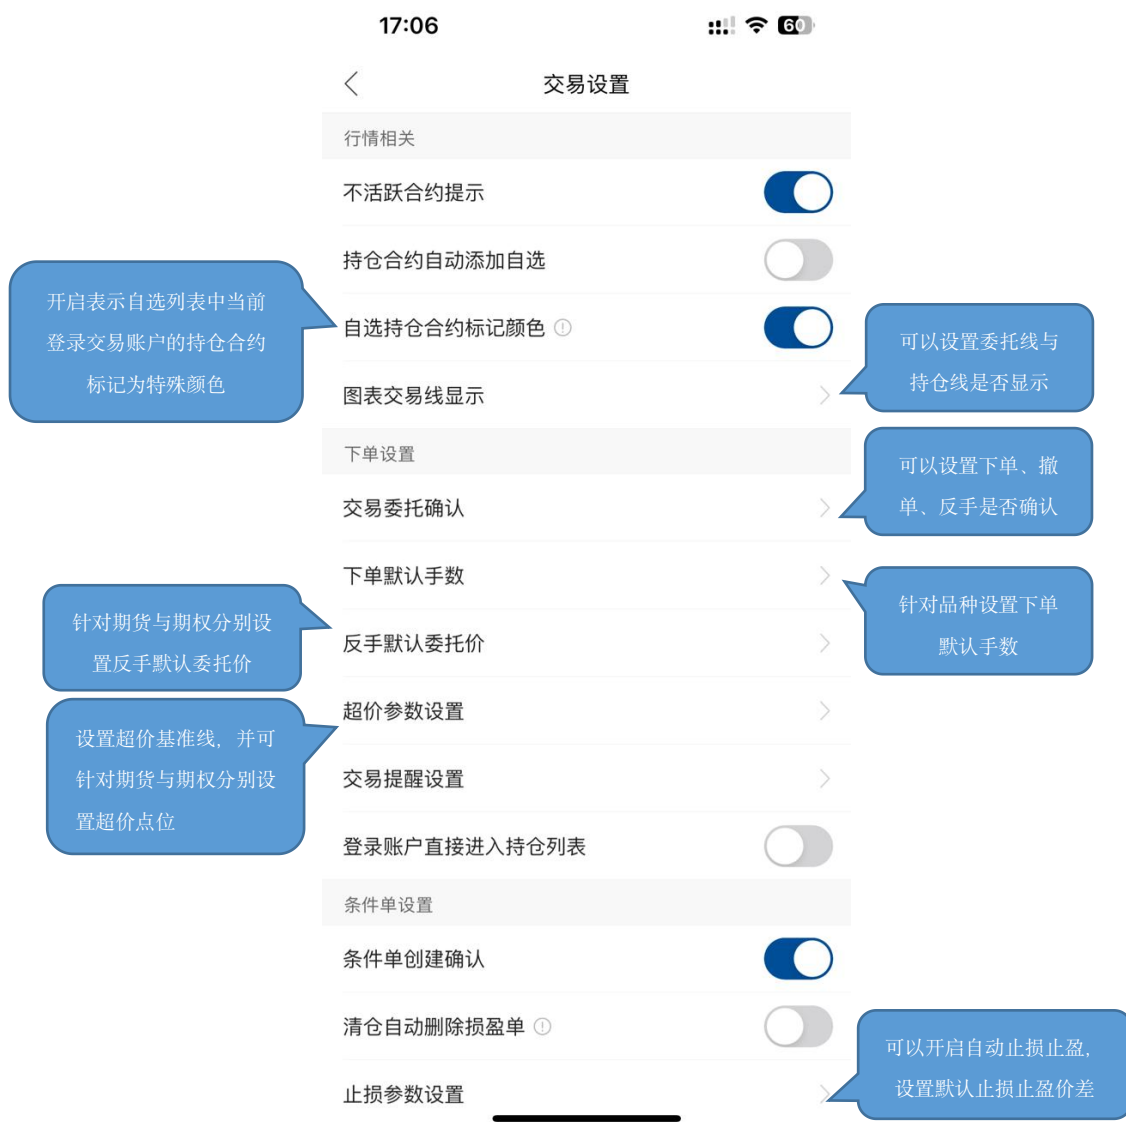 17:06
60
交易设置
行情相关
不活跃合约提示
持仓合约自动添加自选
开启表示自选列表中当前
登录交易账户的持仓合约
标记为特殊颜色
自选持仓合约标记颜色
可以设置委托线与
持仓线是否显示
图表交易线显示
下单设置
可以设置下单、撤
单、反手是否确认
交易委托确认
下单默认手数
针对品种设置下单
默认手数
针对期货与期权分别设
置反手默认委托价
反手默认委托价
设置超价基准线，并可
针对期货与期权分别设
置超价点位
超价参数设置
交易提醒设置
登录账户直接进入持仓列表
条件单设置
条件单创建确认
清仓自动删除损盈单
可以开启自动止损止盈，
设置默认止损止盈价差
止损参数设置